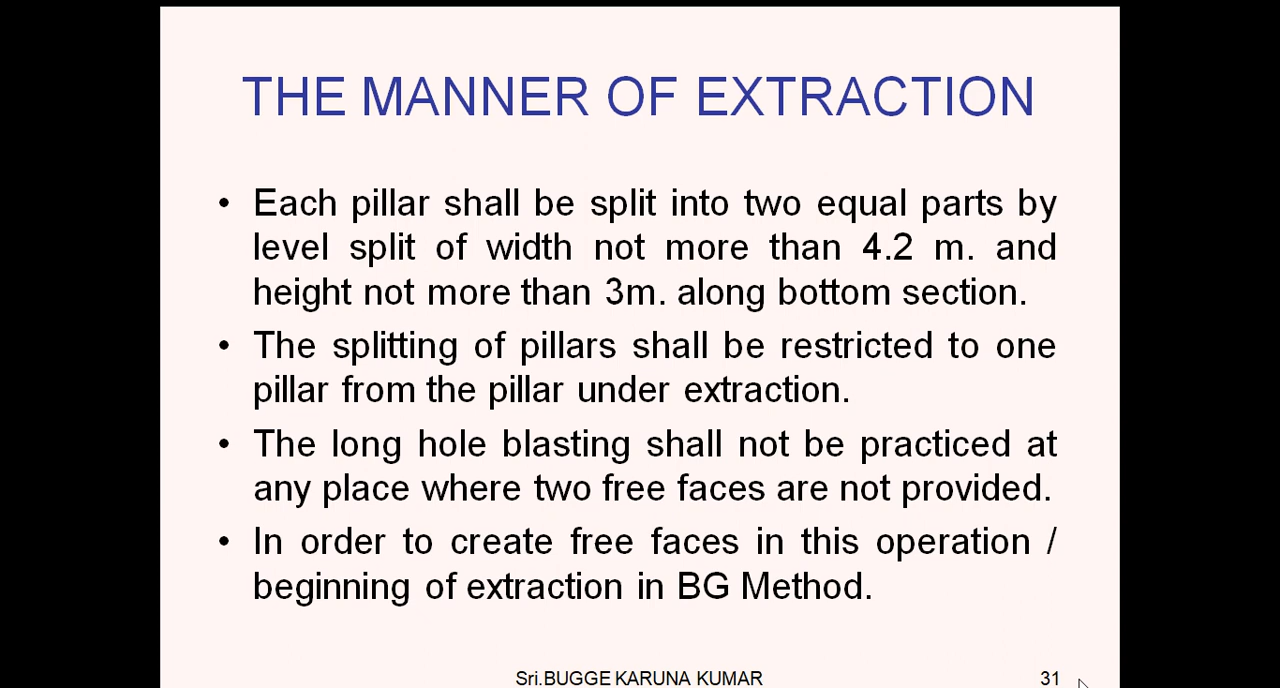 THE MANNER OF EXTRACTION
• Each pillar shall be split into two equal parts by
level split of width not more than 4.2 m. and
height not more than 3m. along bottom section.
• The splitting of pillars shall be restricted to one
pillar from the pillar under extraction.
• The long hole blasting shall not be practiced at
any place where two free faces are not provided.
• In order to create free faces in this operation /
beginning of extraction in BG Method.
Sri.BUGGE KARUNA KUMAR 31